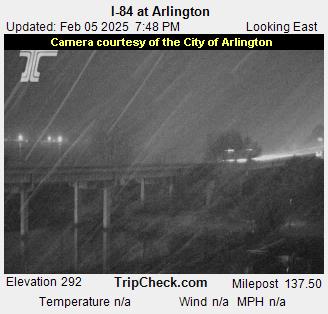 I-84 at Arlington
Updated: Feb 05 2025 7:48 PM Looking East
Camera courtesy of the City of Arlington
Elevation 292 TripCheck.com Milepost 137.50
Temperature n/a Wind n/a MPH n/a